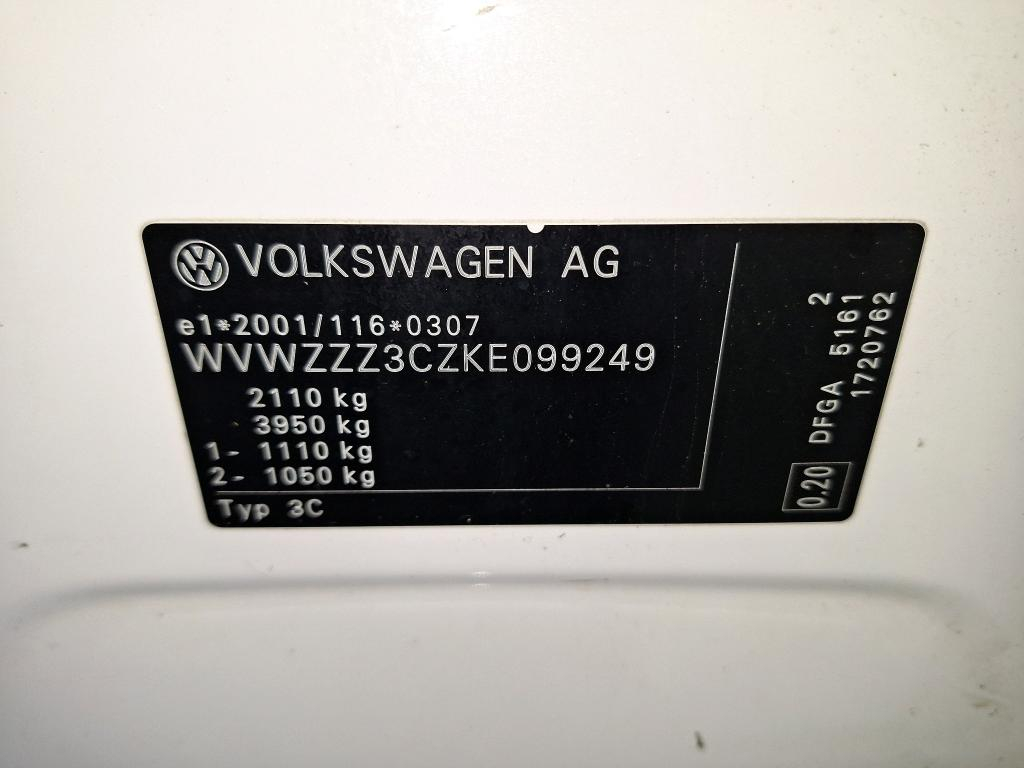 VOLKSWAGEN AG
e1*2001/116*0307
WVWZZZ3CZKE099249
2110 kg
3950 kg
1- 1110 kg
2- 1050 kg
Typ 3C
0.20
DFGA 5161 2
1720762